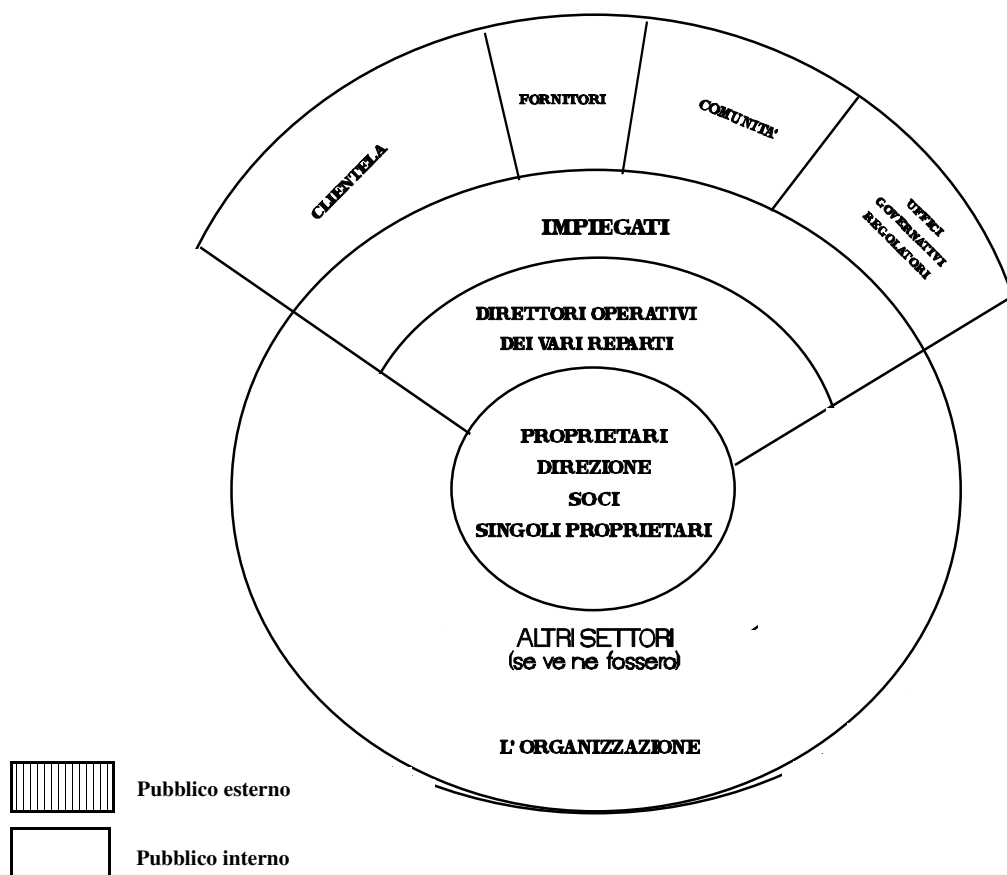 FORNITORI
COMUNITA'
CLIENTELA
UFFICI
GOVERNATIVI
REGOLATORI
IMPIEGATI
DIRETTORI OPERATIVI
DEI VARI REPARTI
PROPRIETARI
DIREZIONE
SOCI
SINGOLI PROPRIETARI
ALTRI SETTORI
(se ve ne fossero)
L' ORGANIZZAZIONE
Pubblico esterno
Pubblico interno